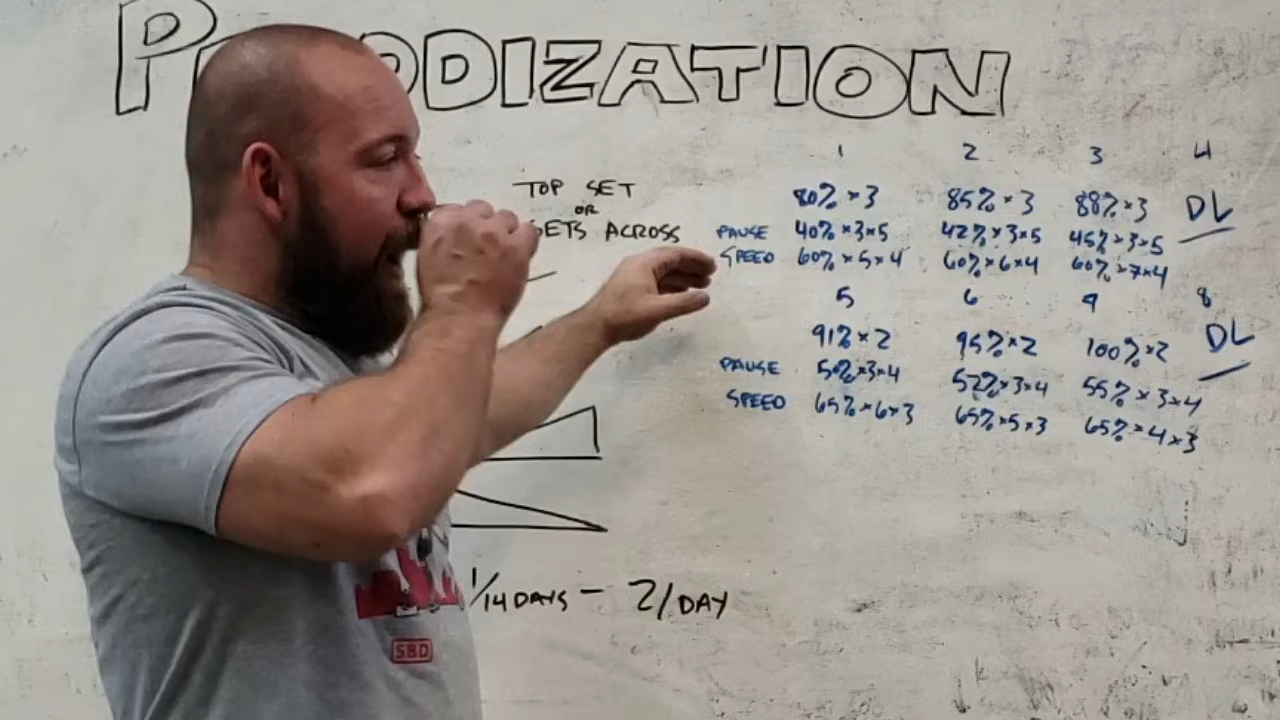 P ODIZATION
TOP SET
OR
SETS ACROSS
1 2 3 4
80% × 3 85% × 3 88% × 3 DL
PAUSE 40% × 3 × 5 42% × 3 × 5 45% × 3 × 5
SPEED 60% × 5 × 4 60% × 6 × 4 60% × 7 × 4
5 6 9 8
91% × 2 95% × 2 100% × 2 DL
PAUSE 50% × 3 × 4 52% × 3 × 4 55% × 3 × 4
SPEED 65% × 6 × 3 65% × 5 × 3 65% × 4 × 3
1/14 DAYS – 2/DAY
SBD